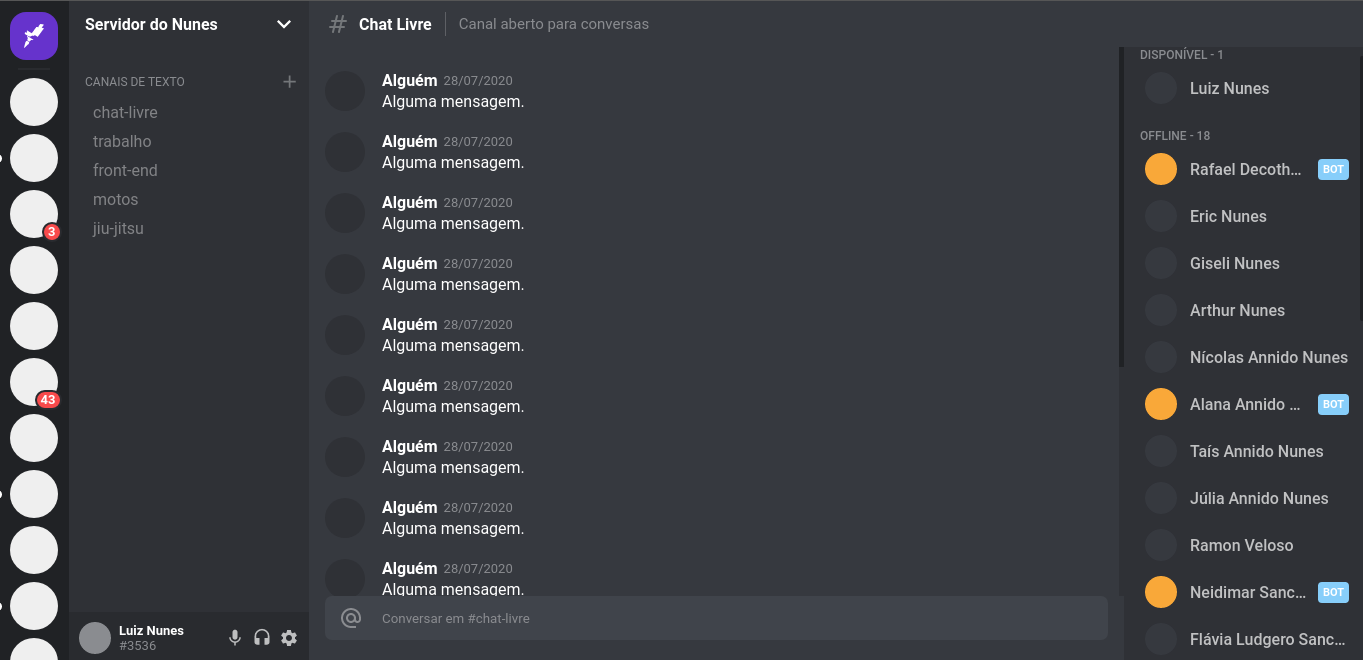 Servidor do Nunes
# Chat Livre Canal aberto para conversas
3
43
CANAIS DE TEXTO +
chat-livre
trabalho
front-end
motos
jiu-jitsu
Luiz Nunes
#3536
Alguém 28/07/2020
Alguma mensagem.
Alguém 28/07/2020
Alguma mensagem.
Alguém 28/07/2020
Alguma mensagem.
Alguém 28/07/2020
Alguma mensagem.
Alguém 28/07/2020
Alguma mensagem.
Alguém 28/07/2020
Alguma mensagem.
Alguém 28/07/2020
Alguma mensagem.
Alguém 28/07/2020
Alguma mensagem.
Alguém 28/07/2020
Alguma mensagem.
@ Conversar em #chat-livre
DISPONÍVEL - 1
Luiz Nunes
OFFLINE - 18
Rafael Decoth... BOT
Eric Nunes
Giseli Nunes
Arthur Nunes
Nícolas Annido Nunes
Alana Annido ... BOT
Taís Annido Nunes
Júlia Annido Nunes
Ramon Veloso
Neidimar Sanc... BOT
Flávia Ludgero Sanc...